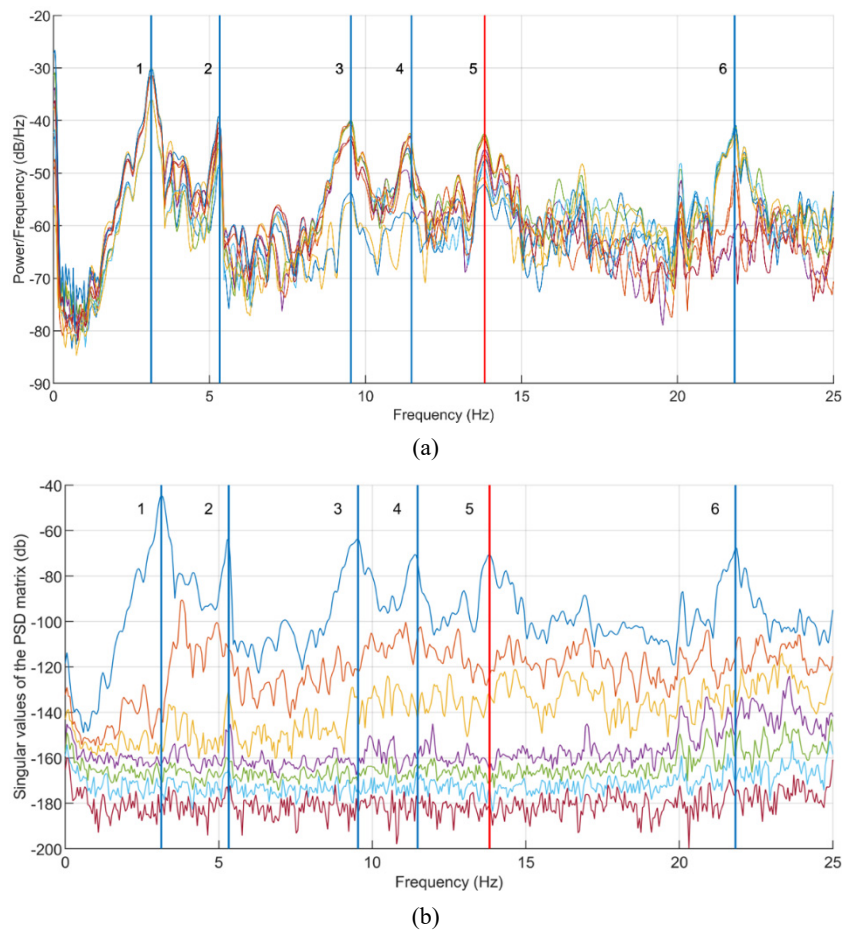 Power/Frequency (dB/Hz)
-20
-30
-40
-50
-60
-70
-80
-90
1 2 3 4 5 6
0 5 10 15 20 25
Frequency (Hz)
(a)
Singular values of the PSD matrix (db)
-40
-60
-80
-100
-120
-140
-160
-180
-200
1 2 3 4 5 6
0 5 10 15 20 25
Frequency (Hz)
(b)